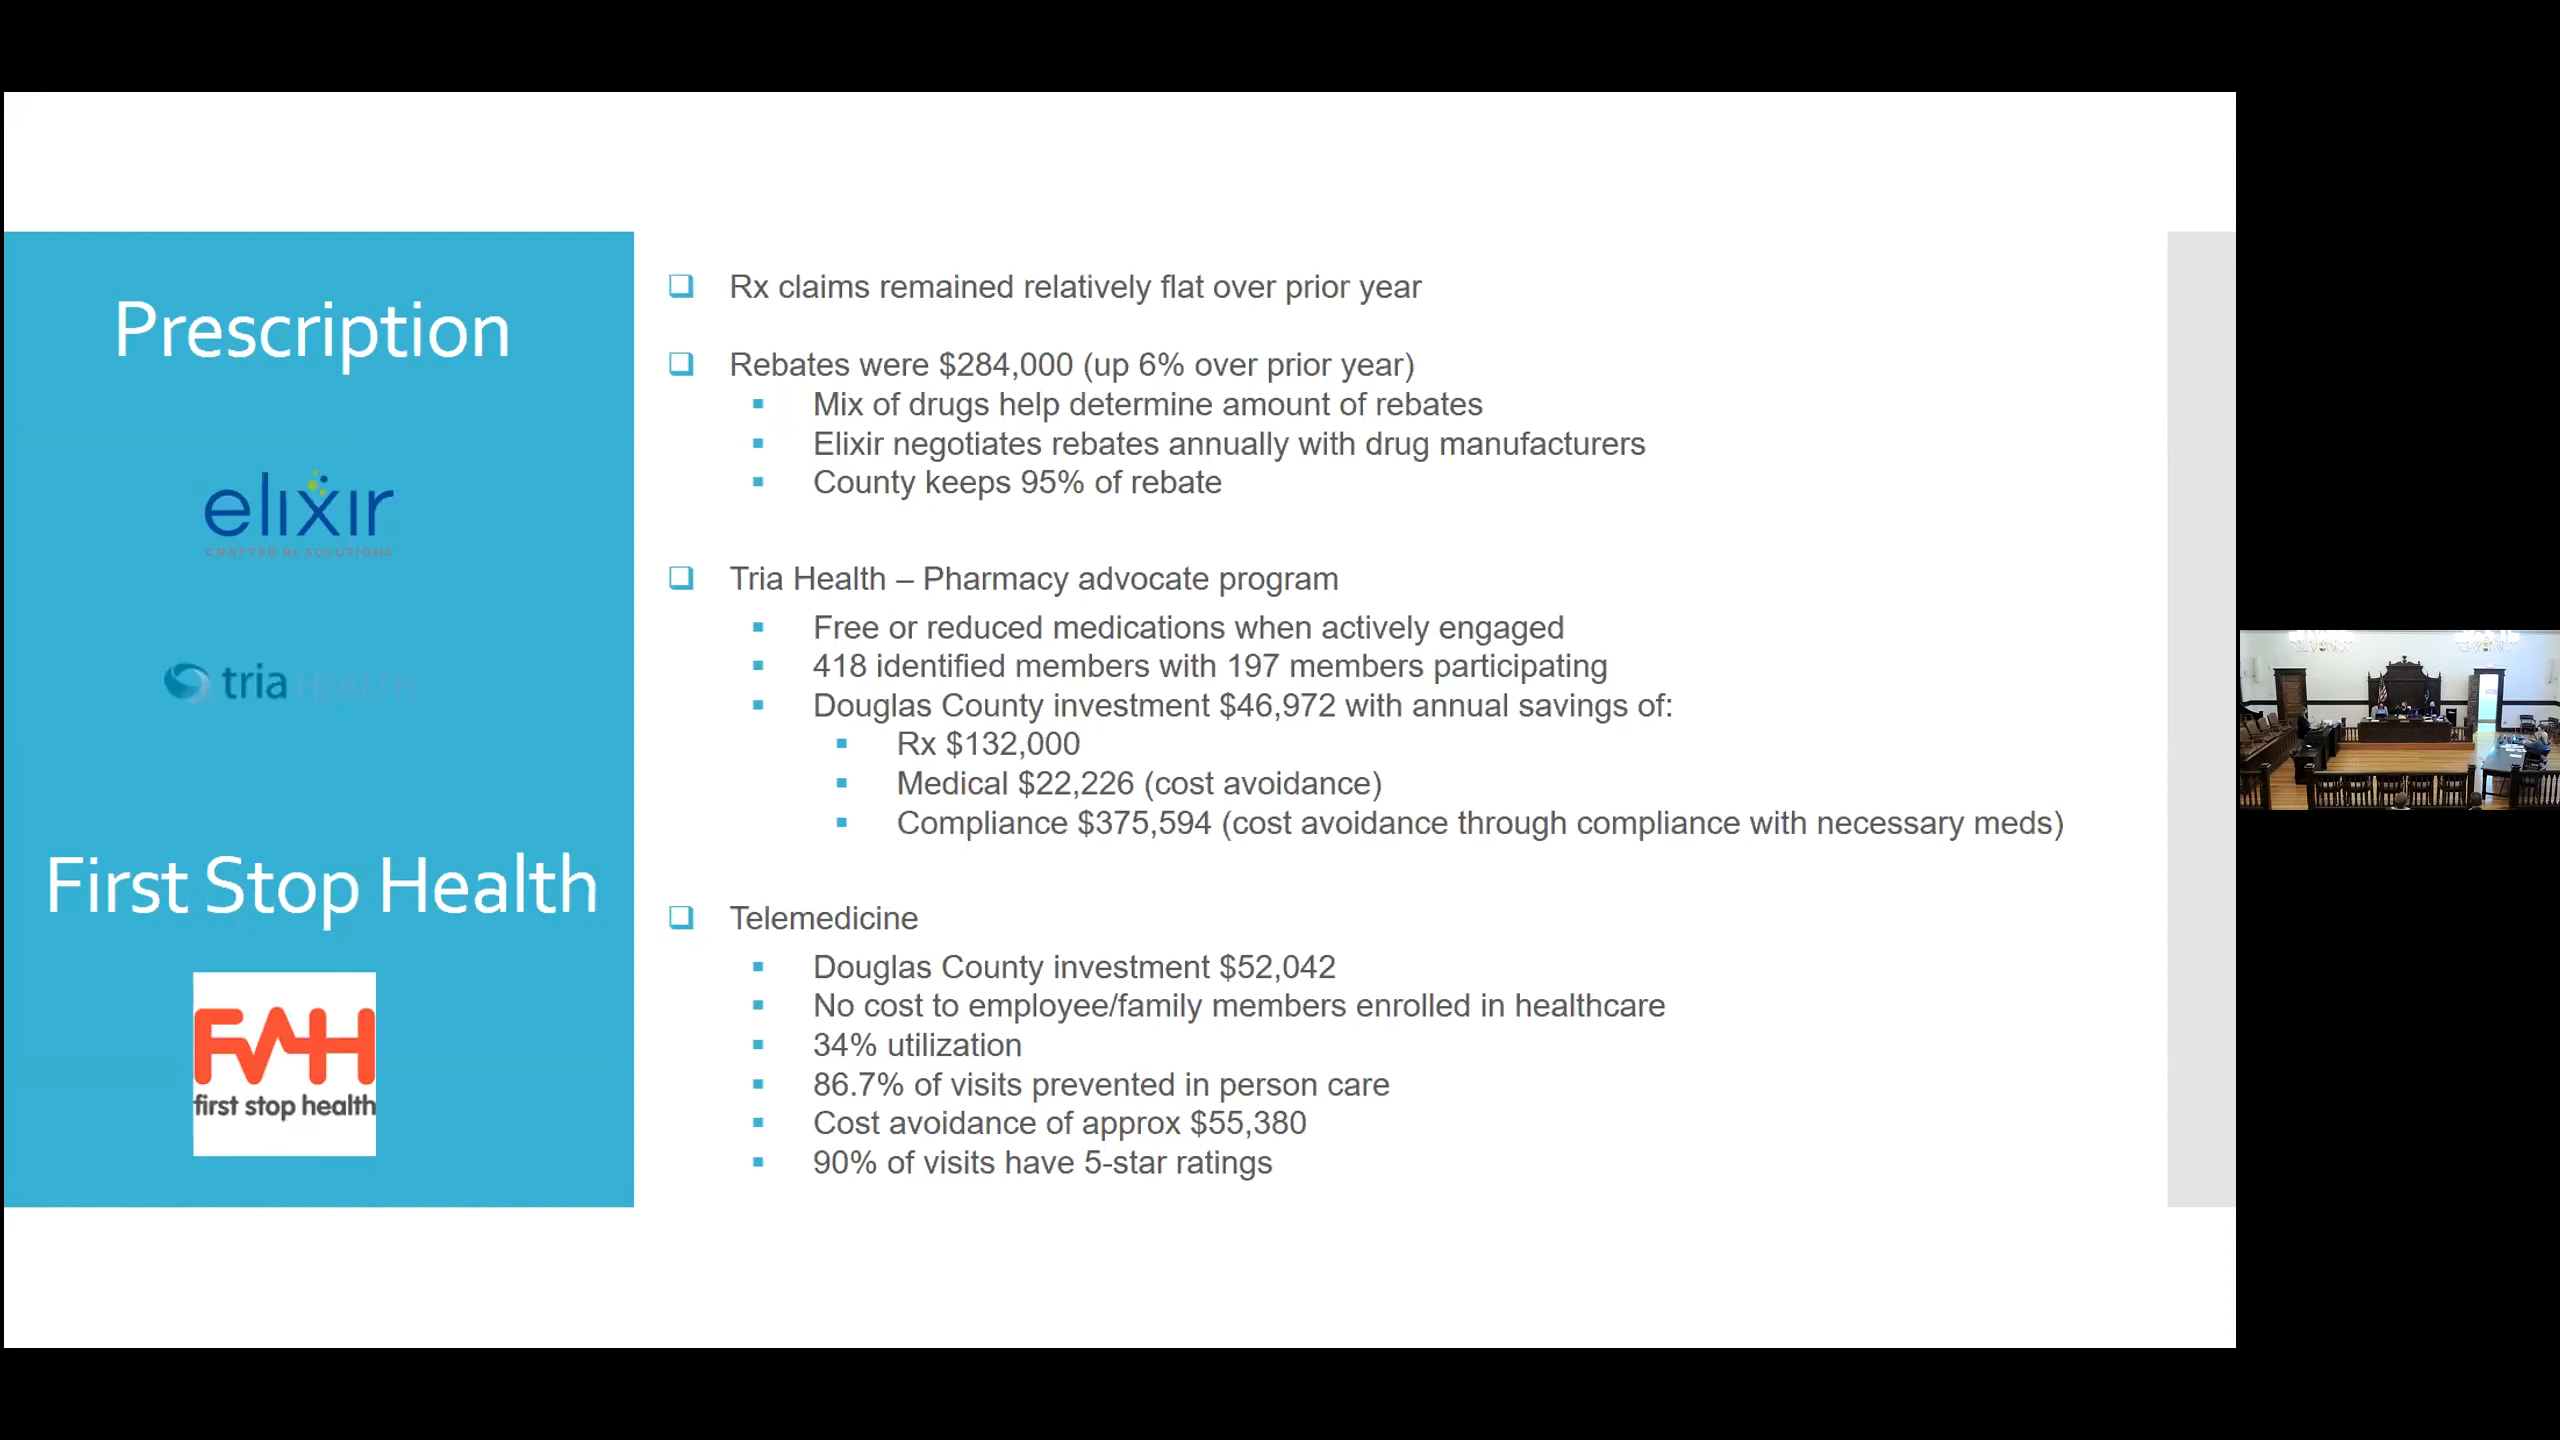 Prescription
elixir
CRAFTED Rx SOLUTIONS
tria HEALTH
First Stop Health
FAH
first stop health
Rx claims remained relatively flat over prior year
Rebates were $284,000 (up 6% over prior year)
Mix of drugs help determine amount of rebates
Elixir negotiates rebates annually with drug manufacturers
County keeps 95% of rebate
Tria Health – Pharmacy advocate program
Free or reduced medications when actively engaged
418 identified members with 197 members participating
Douglas County investment $46,972 with annual savings of:
Rx $132,000
Medical $22,226 (cost avoidance)
Compliance $375,594 (cost avoidance through compliance with necessary meds)
Telemedicine
Douglas County investment $52,042
No cost to employee/family members enrolled in healthcare
34% utilization
86.7% of visits prevented in person care
Cost avoidance of approx $55,380
90% of visits have 5-star ratings